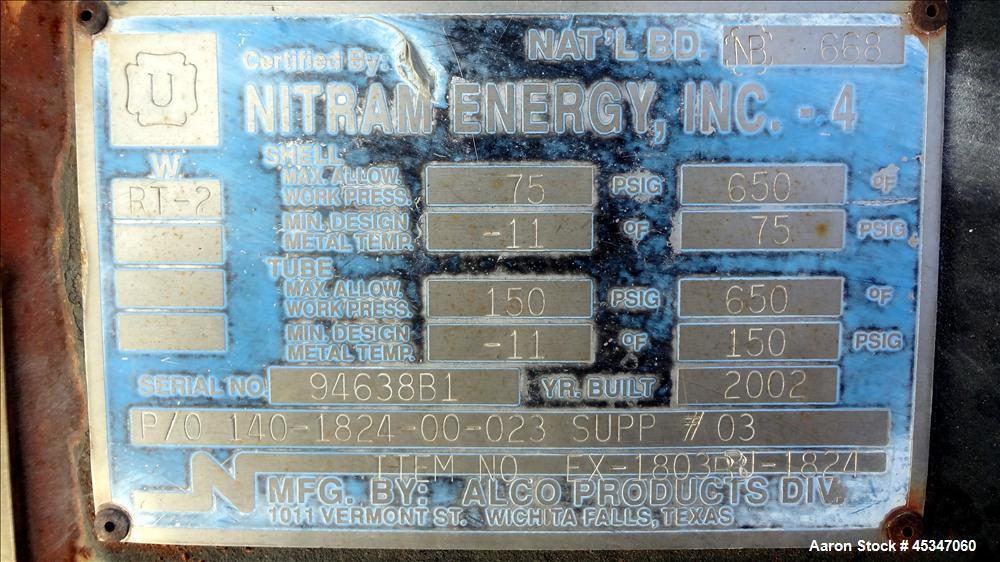 NAT'L BD. NB 668
U
Certified By:
NITRAM ENERGY, INC. - 4
W
RT-2
SHELL
MAX. ALLOW. WORK PRESS. 75 PSIG 650 °F
MIN. DESIGN METAL TEMP. -11 °F 75 PSIG
TUBE
MAX. ALLOW. WORK PRESS. 150 PSIG 650 °F
MIN. DESIGN METAL TEMP. -11 °F 150 PSIG
SERIAL NO. 94638B1 YR. BUILT 2002
P/O 140-1824-00-023 SUPP # 03
ITEM NO
MFG. BY: ALCO PRODUCTS DIV.
1011 VERMONT ST. WICHITA FALLS, TEXAS
Aaron Stock # 45347060